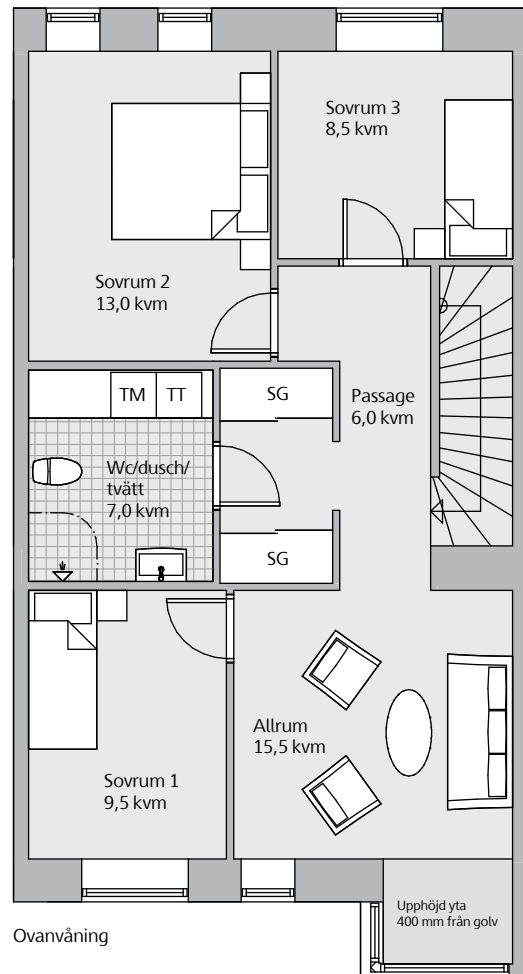 Sovrum 3
8,5 kvm
Sovrum 2
13,0 kvm
TM
TT
SG
Passage
6,0 kvm
Wc/dusch/
tvätt
7,0 kvm
SG
Allrum
15,5 kvm
Sovrum 1
9,5 kvm
Upphöjd yta
400 mm från golv
Ovanvåning